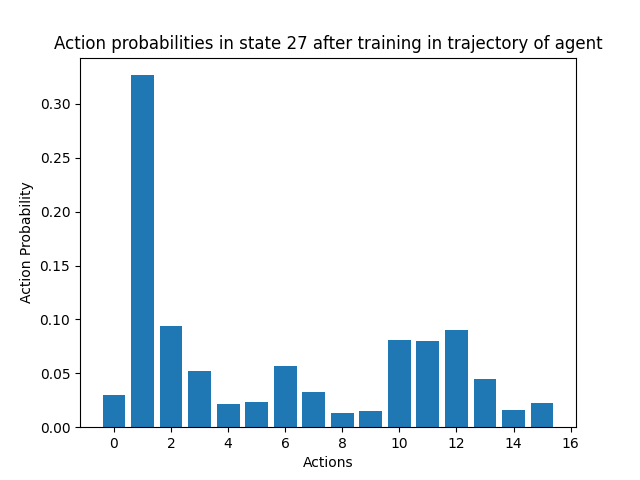 Action probabilities in state 27 after training in trajectory of agent
0.30
0.25
0.20
0.15
0.10
0.05
0.00
Action Probability
0 2 4 6 8 10 12 14 16
Actions